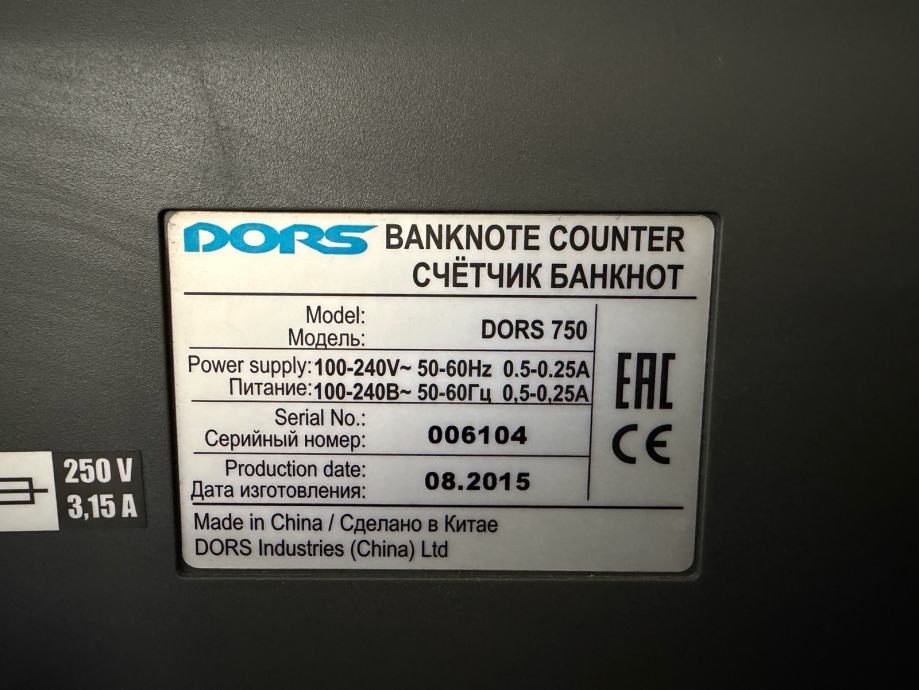 DORS BANKNOTE COUNTER
СЧЁТЧИК БАНКНОТ
Model:
Модель:
DORS 750
Power supply: 100-240V~ 50-60Hz 0.5-0.25A
Питание: 100-240В~ 50-60Гц 0,5-0,25А
Serial No.:
Серийный номер:
006104
Production date:
Дата изготовления:
08.2015
EAC
CE
Made in China / Сделано в Китае
DORS Industries (China) Ltd
250 V
3,15 A